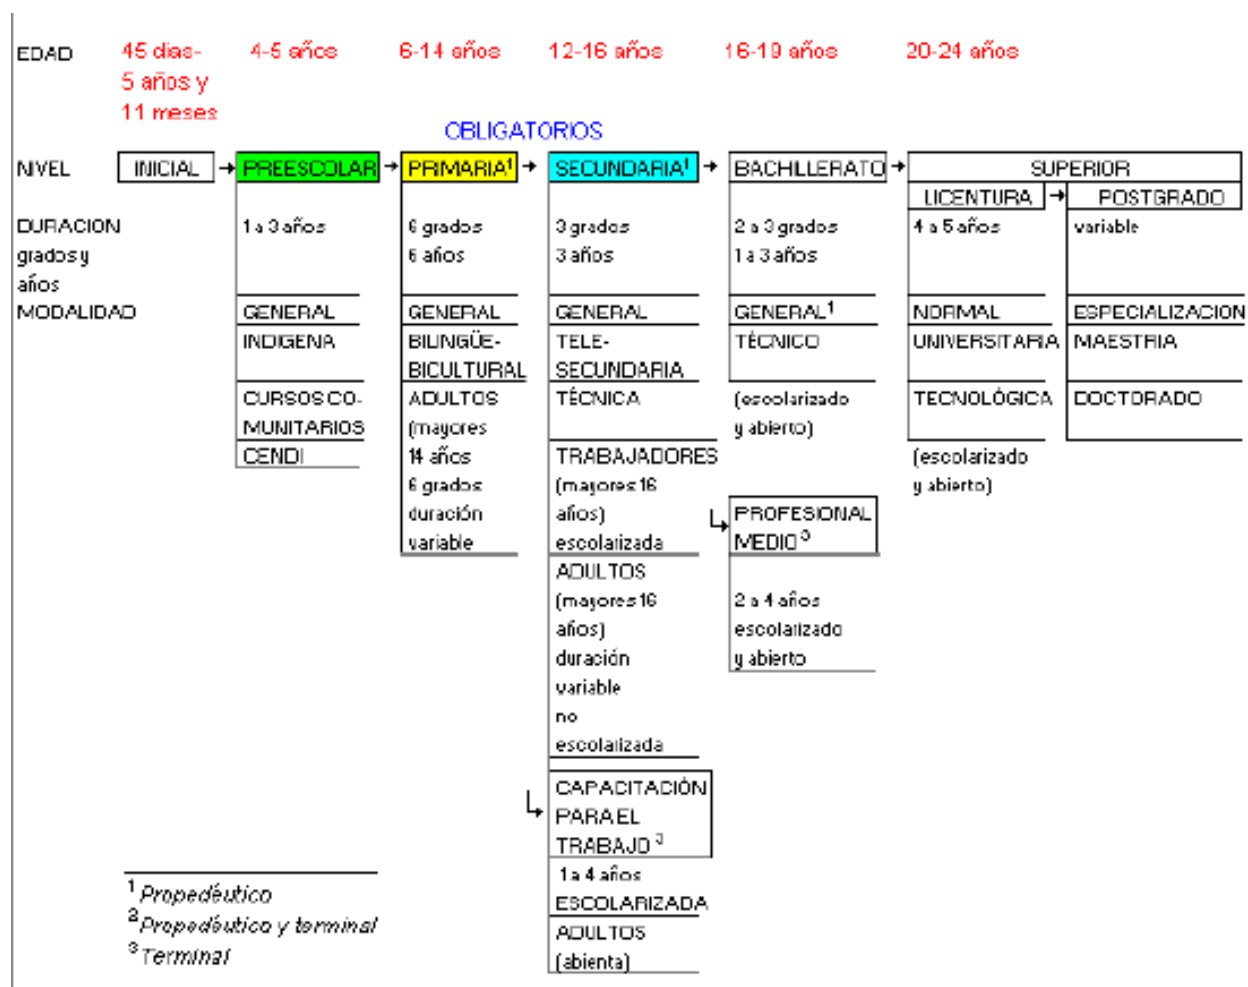 EDAD 45 dias- 4-5 años 6-14 años 12-16 años 16-19 años 20-24 años
5 años y
11 meses
OBLIGATORIOS
NIVEL INICIAL → PREESCOLAR → PRIMARIA¹ → SECUNDARIA¹ → BACHILLERATO → SUPERIOR
LICENTURA → POSTGRADO
DURACION 1 a 3 años 6 grados 3 grados 2 a 3 grados 4 a 5 años variable
grados y 6 años 3 años 1 a 3 años
años
MODALIDAD GENERAL GENERAL GENERAL GENERAL¹ NORMAL ESPECIALIZACION
INDIGENA BILINGÜE- TELE- TÉCNICO UNIVERSITARIA MAESTRIA
BICULTURAL SECUNDARIA
CURSOS CO- ADULTOS TÉCNICA (escolarizado TECNOLÓGICA DOCTORADO
MUNITARIOS (mayores y abierto)
CENDI 14 años TRABAJADORES (escolarizado
6 grados (mayores 16 y abierto)
duración años) PROFESIONAL
variable escolarizada MEDIO³
ADULTOS
(mayores 16 2 a 4 años
años) escolarizado
duración y abierto
variable
no
escolarizada
CAPACITACIÓN
PARA EL
TRABAJO³
1 a 4 años
ESCOLARIZADA
ADULTOS
(abienta)
¹ Propedéutico
² Propedéutico y terminal
³ Terminal